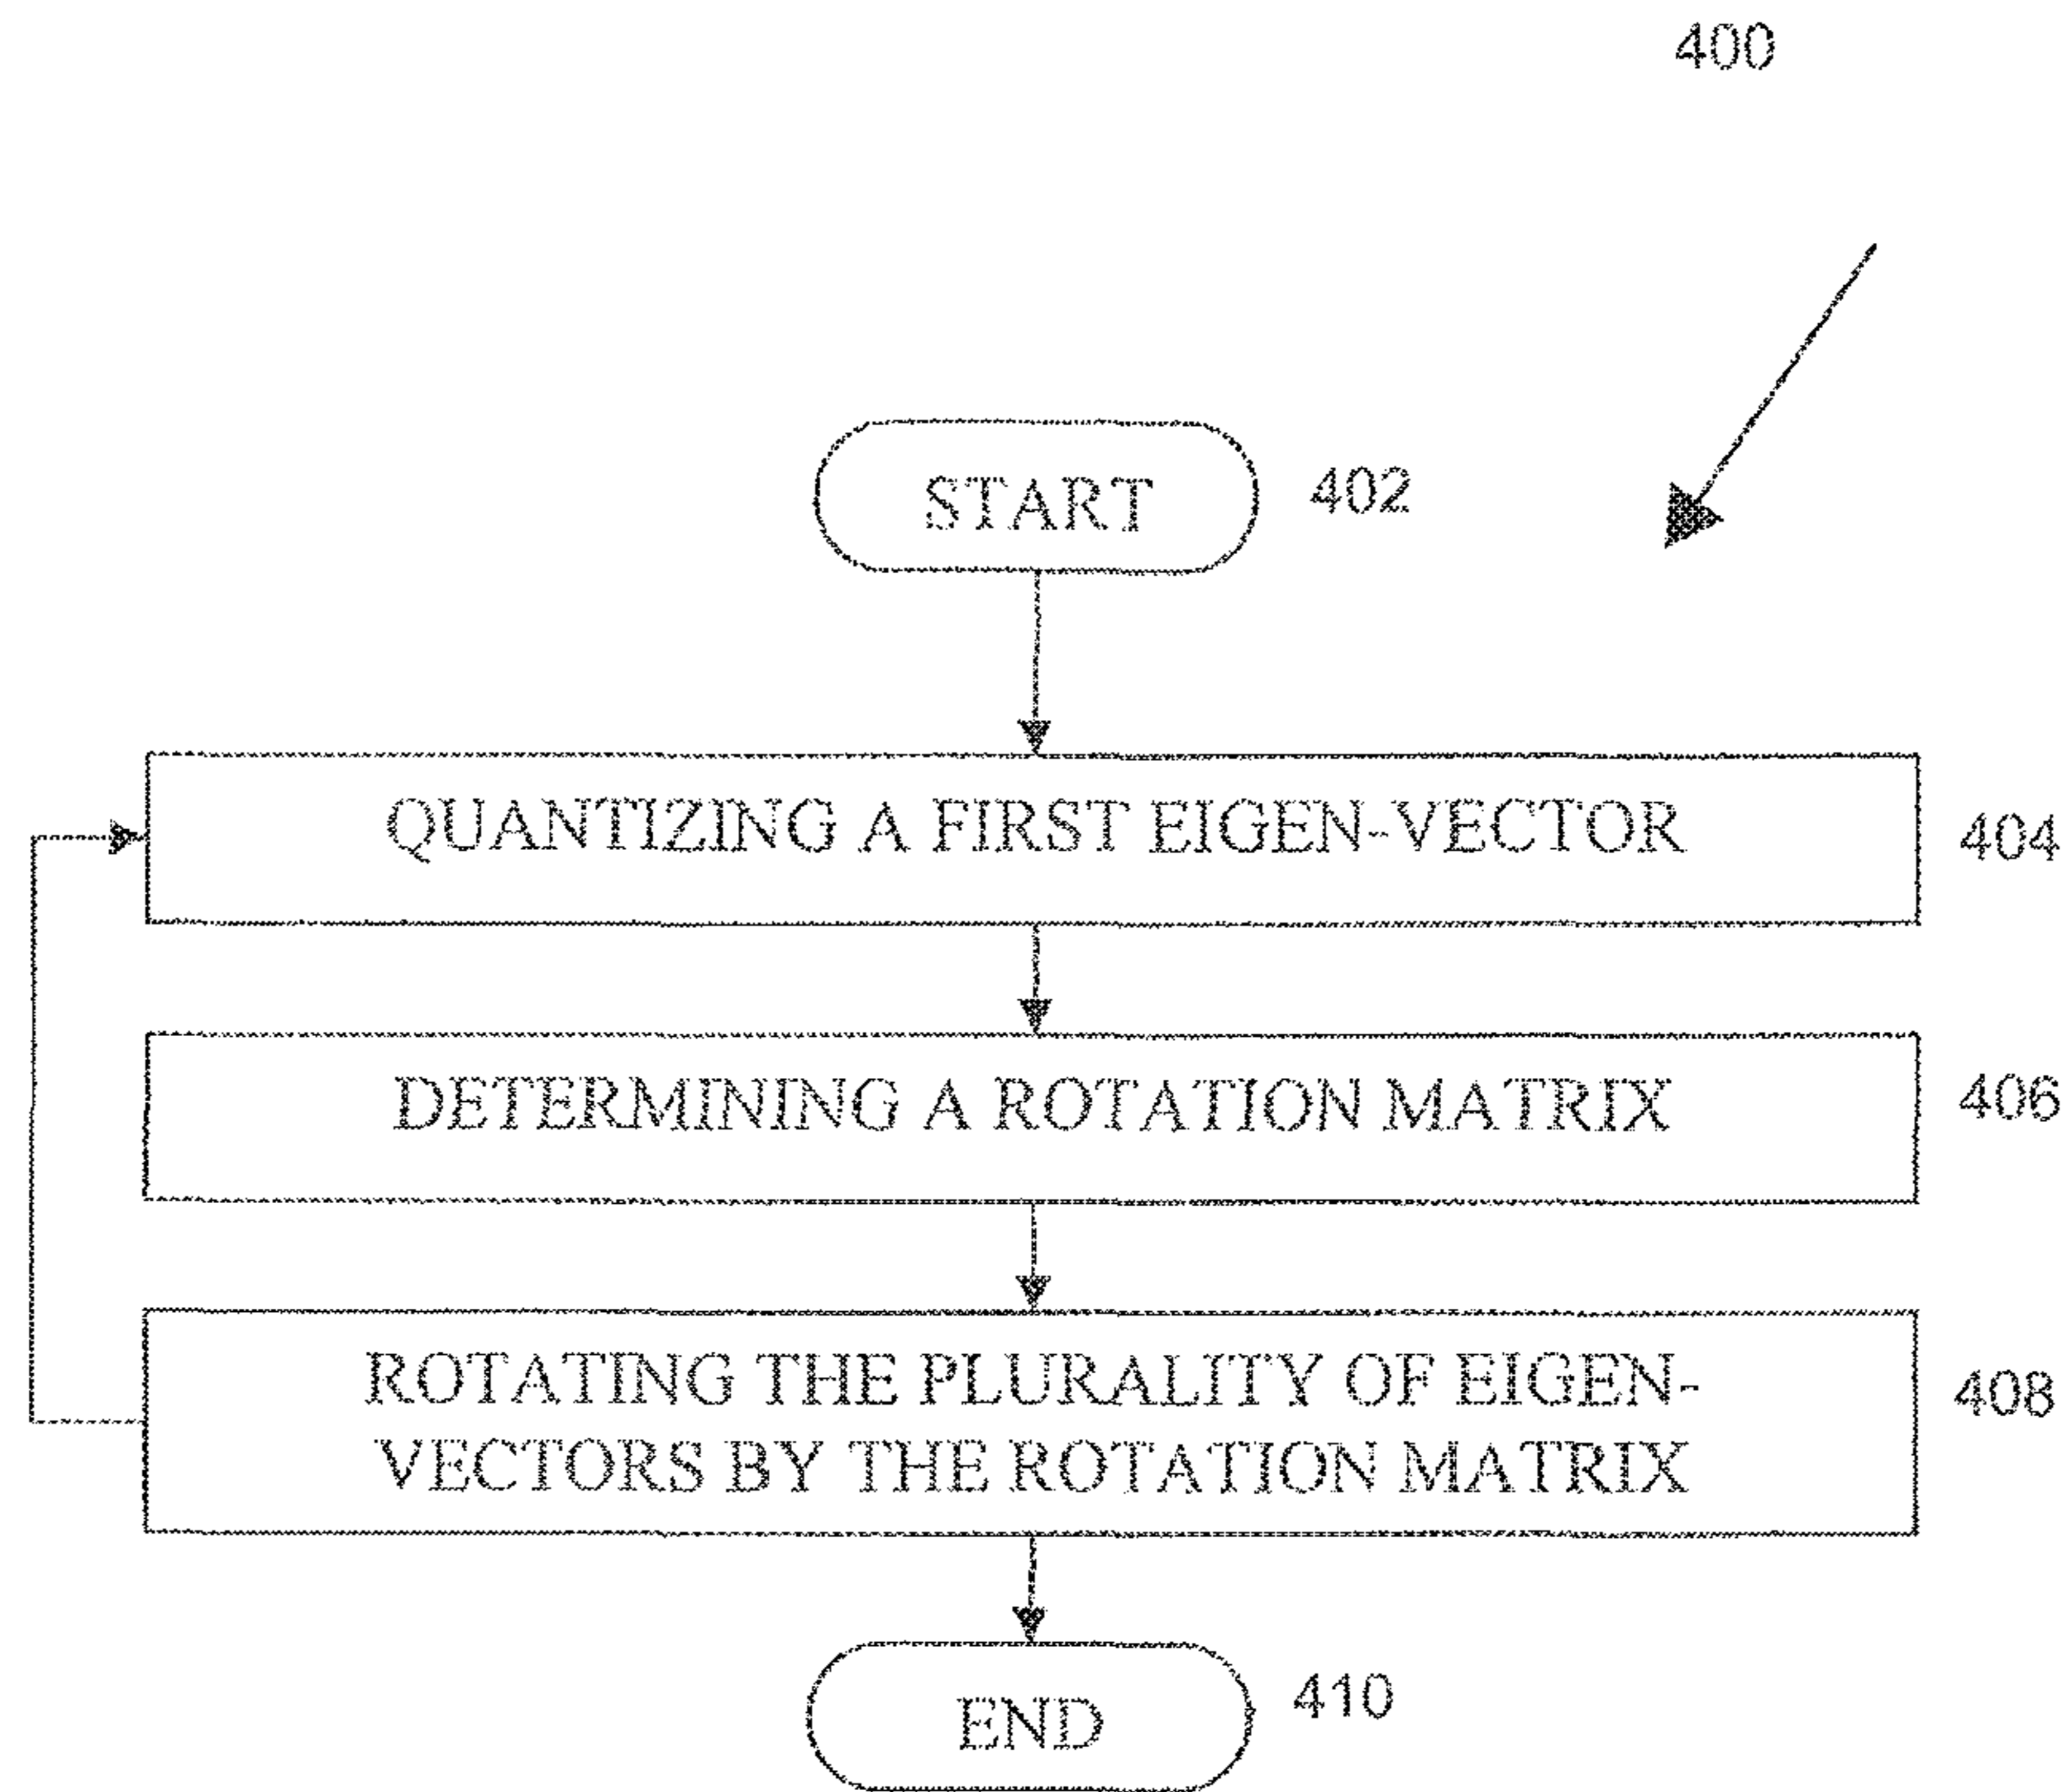 400
START
402
QUANTIZING A FIRST EIGEN-VECTOR
404
DETERMINING A ROTATION MATRIX
406
ROTATING THE PLURALITY OF EIGEN-
VECTORS BY THE ROTATION MATRIX
408
END
410